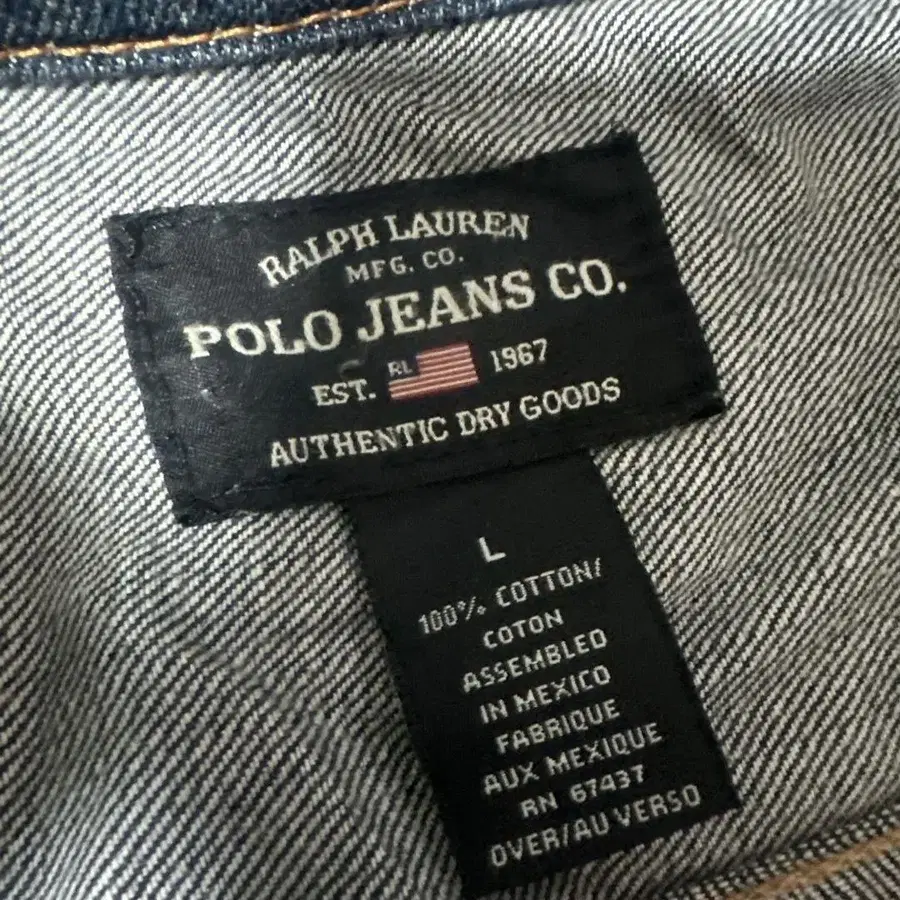 RALPH LAUREN
MFG. CO.
POLO JEANS CO.
EST. RL 1967
AUTHENTIC DRY GOODS
L
100% COTTON/
COTON
ASSEMBLED
IN MEXICO
FABRIQUE
AUX MEXIQUE
RN 67437
OVER/AU VERSO